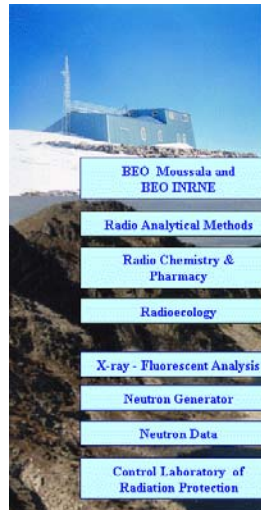 BEO Moussala and
BEO INRNE
Radio Analytical Methods
Radio Chemistry &
Pharmacy
Radioecology
X-ray - Fluorescent Analysis
Neutron Generator
Neutron Data
Control Laboratory of
Radiation Protection